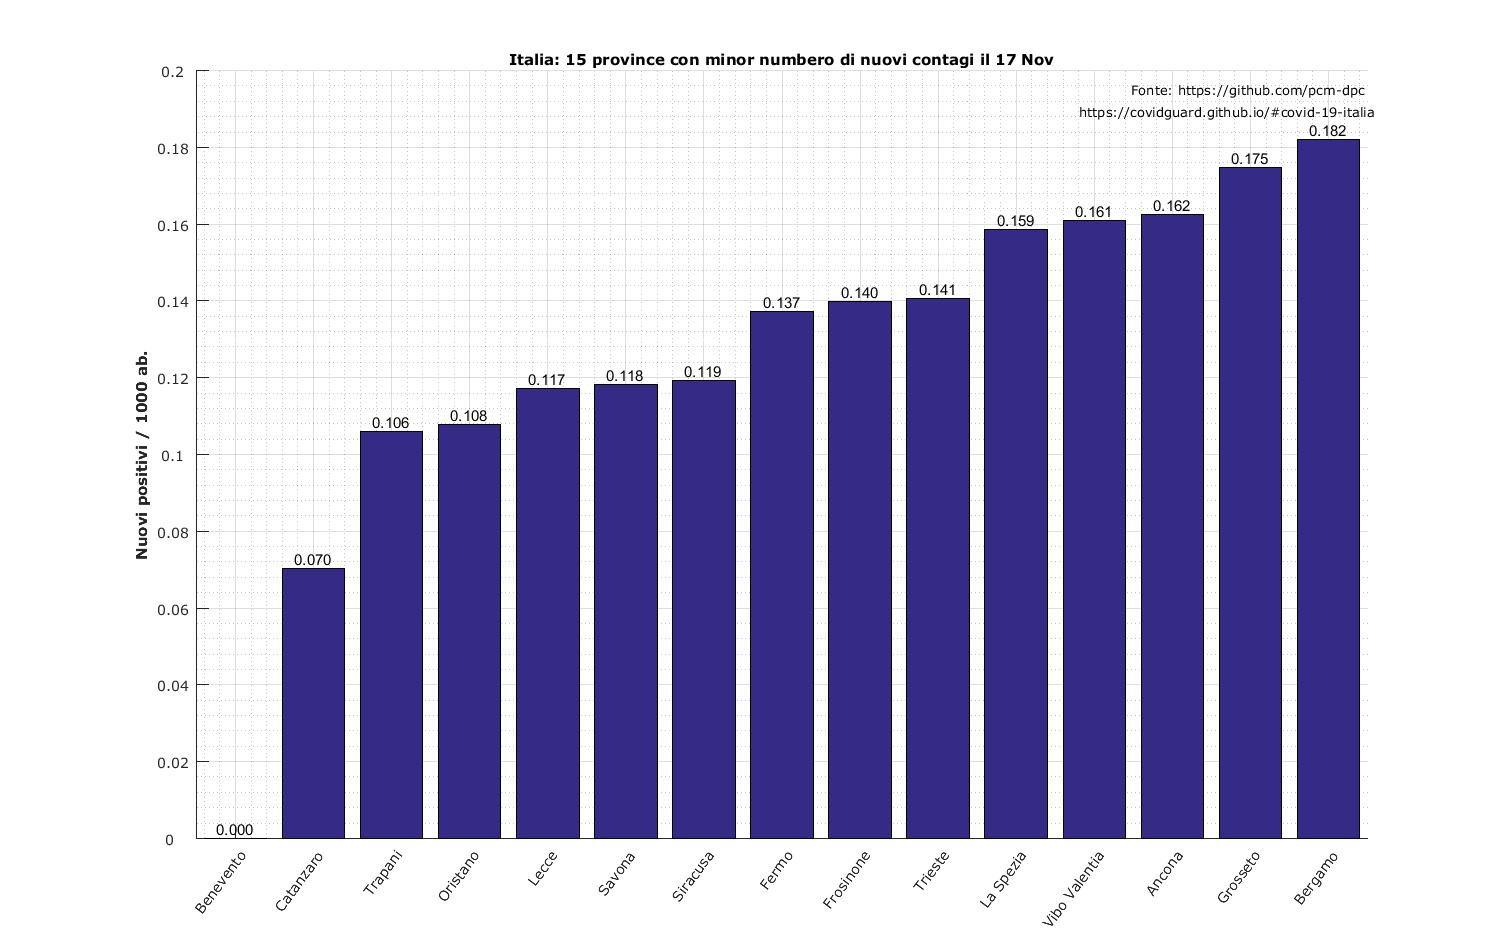 Italia: 15 province con minor numbero di nuovi contagi il 17 Nov
Fonte: https://github.com/pcm-dpc
https://covidguard.github.io/#covid-19-italia
Nuovi positivi / 1000 ab.
0.2
0.18
0.16
0.14
0.12
0.1
0.08
0.06
0.04
0.02
0
0.000
0.070
0.106
0.108
0.117
0.118
0.119
0.137
0.140
0.141
0.159
0.161
0.162
0.175
0.182
Benevento
Catanzaro
Trapani
Oristano
Lecce
Savona
Siracusa
Fermo
Frosinone
Trieste
La Spezia
Vibo Valentia
Ancona
Grosseto
Bergamo